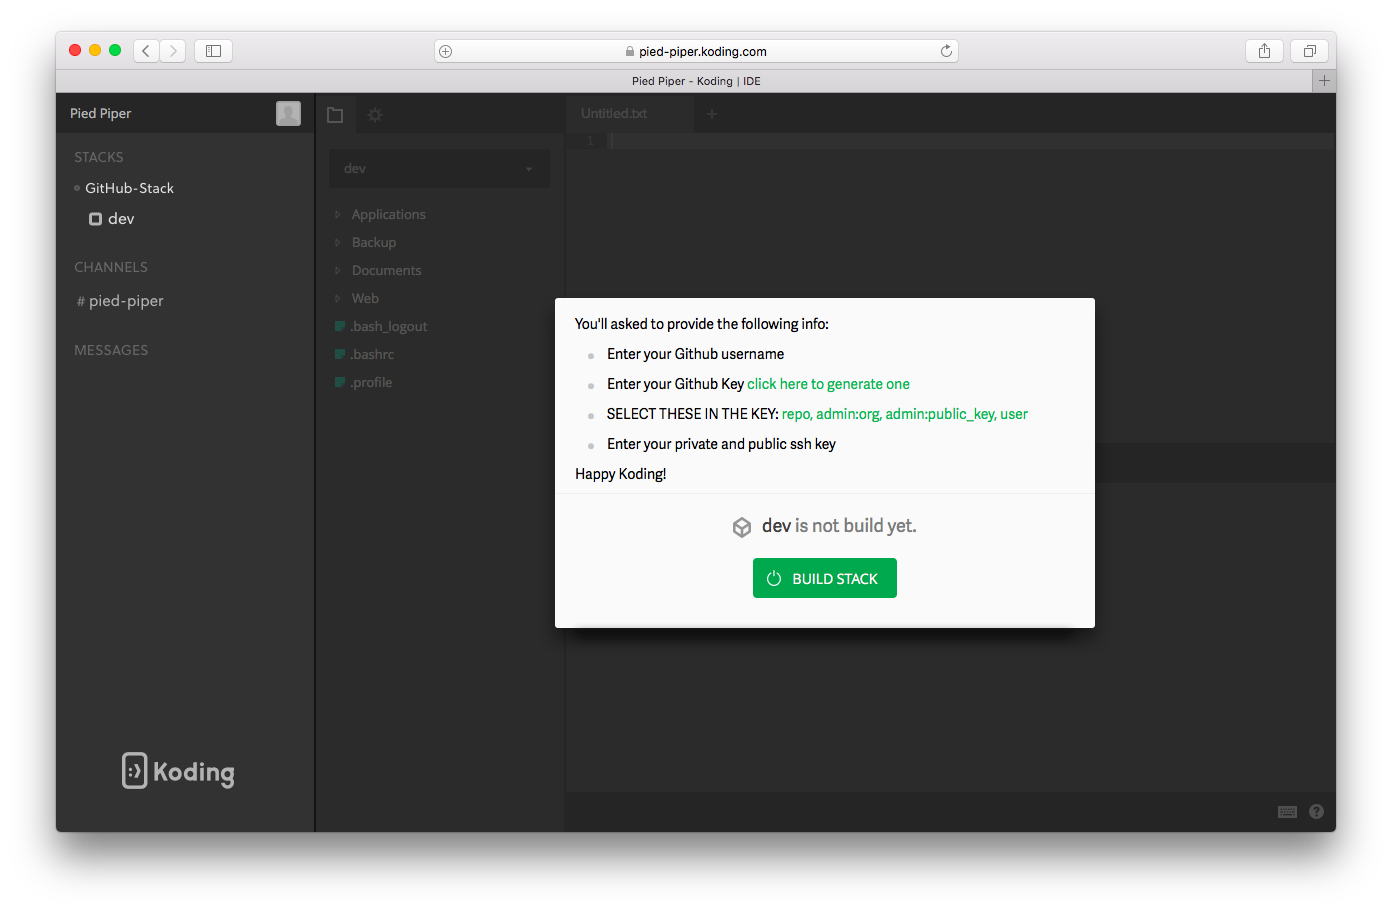 pied-piper.koding.com
Pied Piper - Koding | IDE
Pied Piper
STACKS
GitHub-Stack
dev
CHANNELS
# pied-piper
MESSAGES
:) Koding
dev
Applications
Backup
Documents
Web
.bash_logout
.bashrc
.profile
Untitled.txt
1
You'll asked to provide the following info:
Enter your Github username
Enter your Github Key click here to generate one
SELECT THESE IN THE KEY: repo, admin:org, admin:public_key, user
Enter your private and public ssh key
Happy Koding!
dev is not build yet.
BUILD STACK